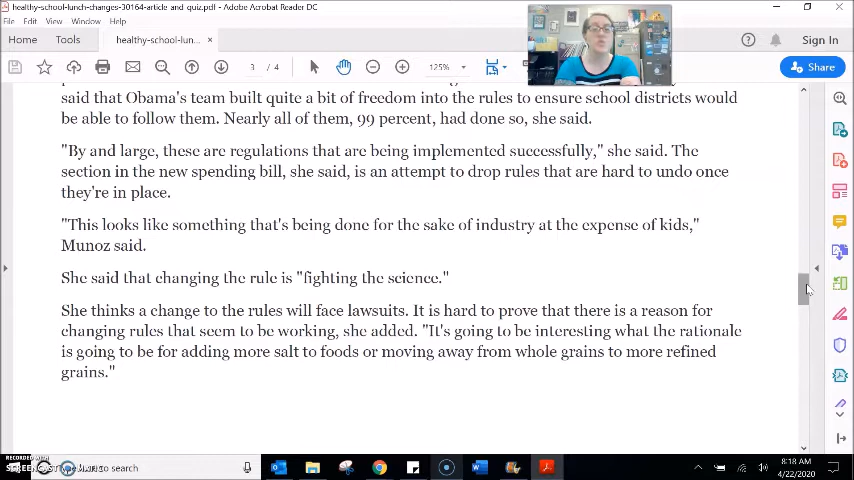 healthy-school-lunch-changes-30164-article and quiz.pdf - Adobe Acrobat Reader DC
File Edit View Window Help
Home Tools healthy-school-lun... × Sign In
3 / 4 125% Share
said that Obama's team built quite a bit of freedom into the rules to ensure school districts would
be able to follow them. Nearly all of them, 99 percent, had done so, she said.
"By and large, these are regulations that are being implemented successfully," she said. The
section in the new spending bill, she said, is an attempt to drop rules that are hard to undo once
they're in place.
"This looks like something that's being done for the sake of industry at the expense of kids,"
Munoz said.
She said that changing the rule is "fighting the science."
She thinks a change to the rules will face lawsuits. It is hard to prove that there is a reason for
changing rules that seem to be working, she added. "It's going to be interesting what the rationale
is going to be for adding more salt to foods or moving away from whole grains to more refined
grains."
RECORDED WITH
to search
8:18 AM
4/22/2020